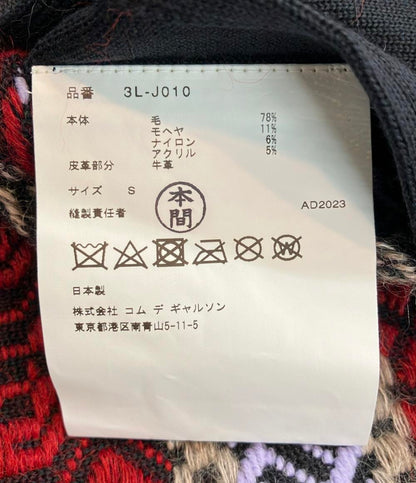 品番 3L-J010
本体 毛 78%
モヘヤ 11%
ナイロン 6%
アクリル 5%
皮革部分 牛革
サイズ S
本間
縫製責任者 AD2023
W
日本製
株式会社 コム デ ギャルソン
東京都港区南青山5-11-5